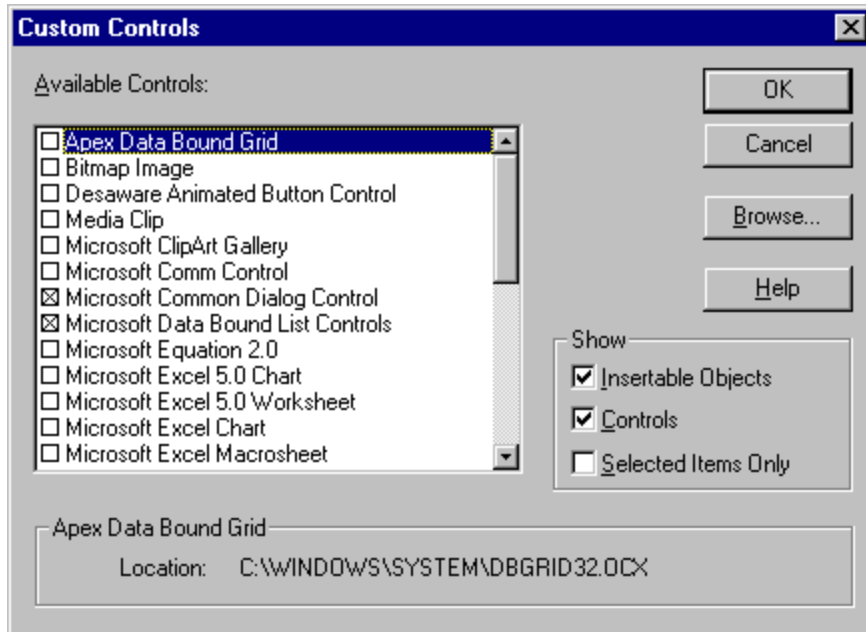 Custom Controls
Available Controls:
Apex Data Bound Grid
Bitmap Image
Desaware Animated Button Control
Media Clip
Microsoft ClipArt Gallery
Microsoft Comm Control
Microsoft Common Dialog Control
Microsoft Data Bound List Controls
Microsoft Equation 2.0
Microsoft Excel 5.0 Chart
Microsoft Excel 5.0 Worksheet
Microsoft Excel Chart
Microsoft Excel Macrosheet
OK
Cancel
Browse...
Help
Show
Insertable Objects
Controls
Selected Items Only
Apex Data Bound Grid
Location: C:\WINDOWS\SYSTEM\DBGRID32.OCX